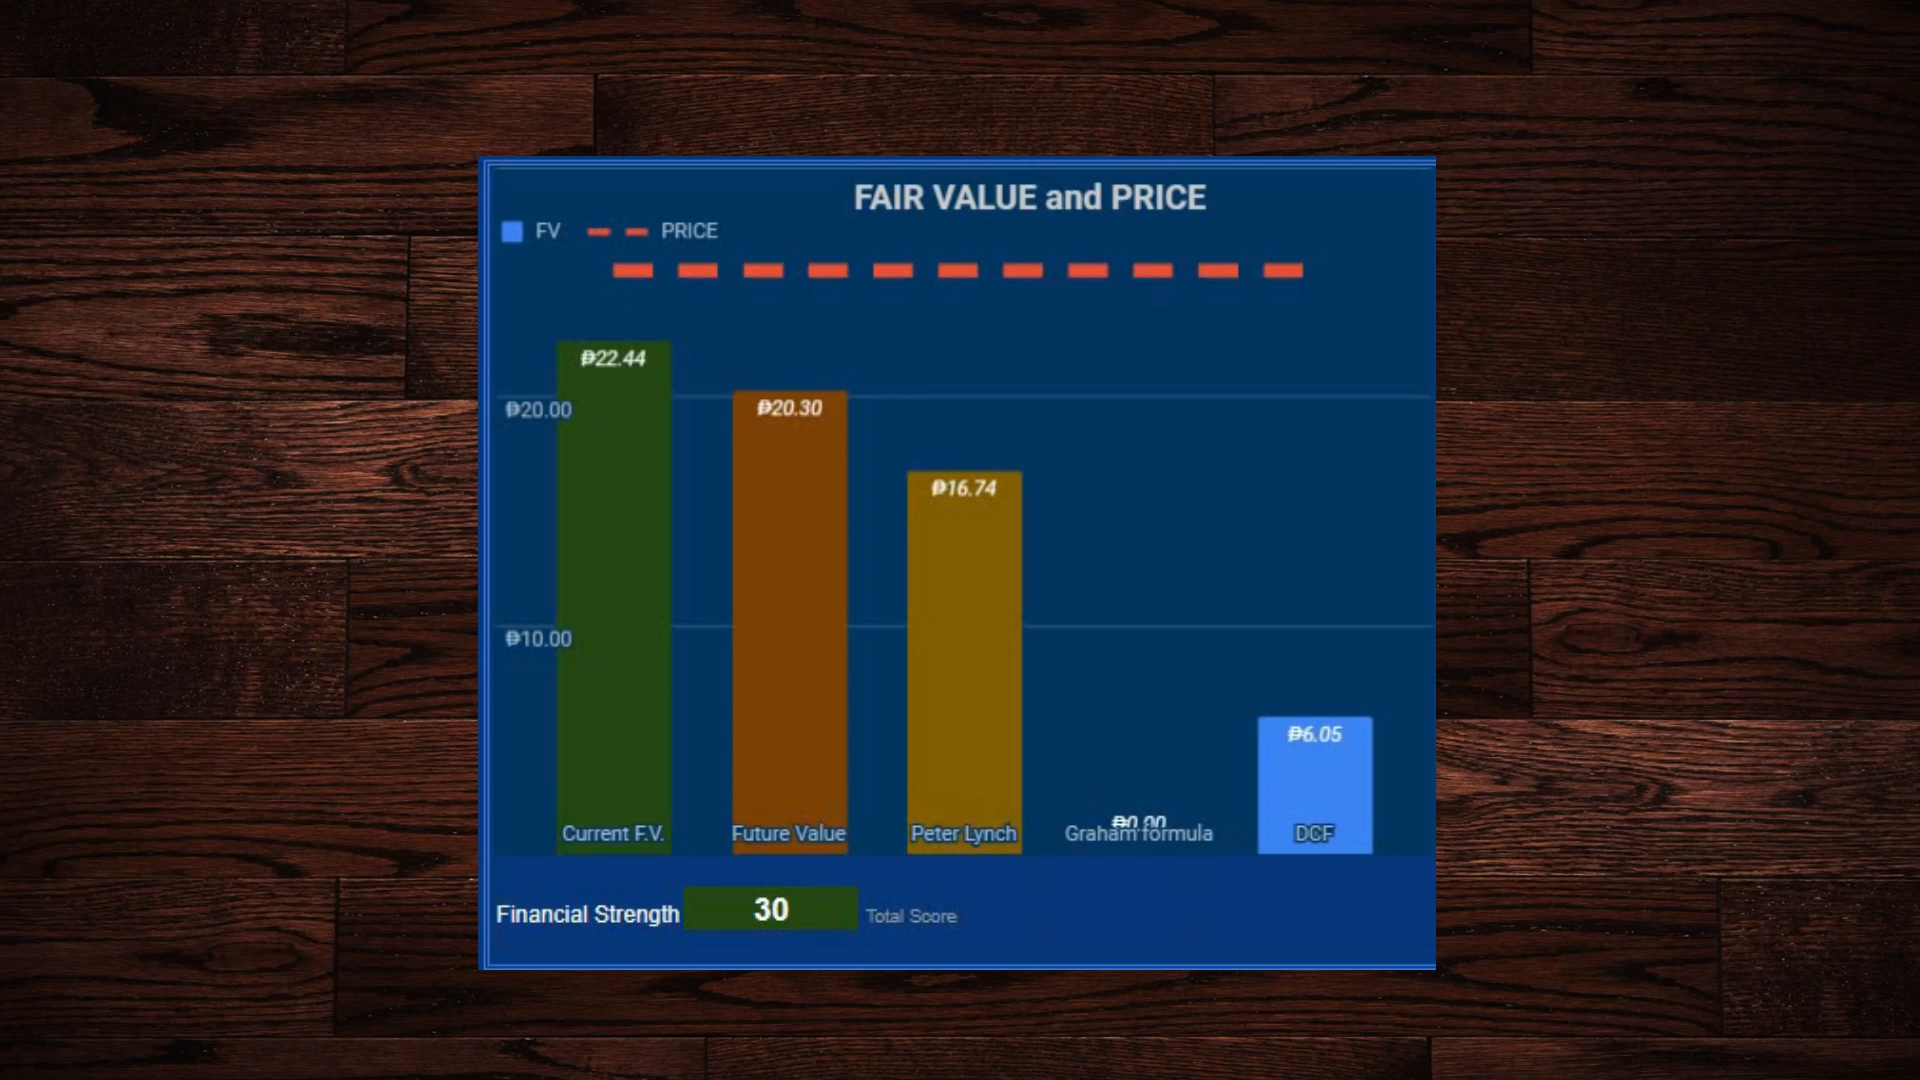 FAIR VALUE and PRICE
FV PRICE
₱22.44
₱20.00
₱20.30
₱16.74
₱10.00
₱6.05
₱0.00
Current F.V. Future Value Peter Lynch Graham formula DCF
Financial Strength 30 Total Score